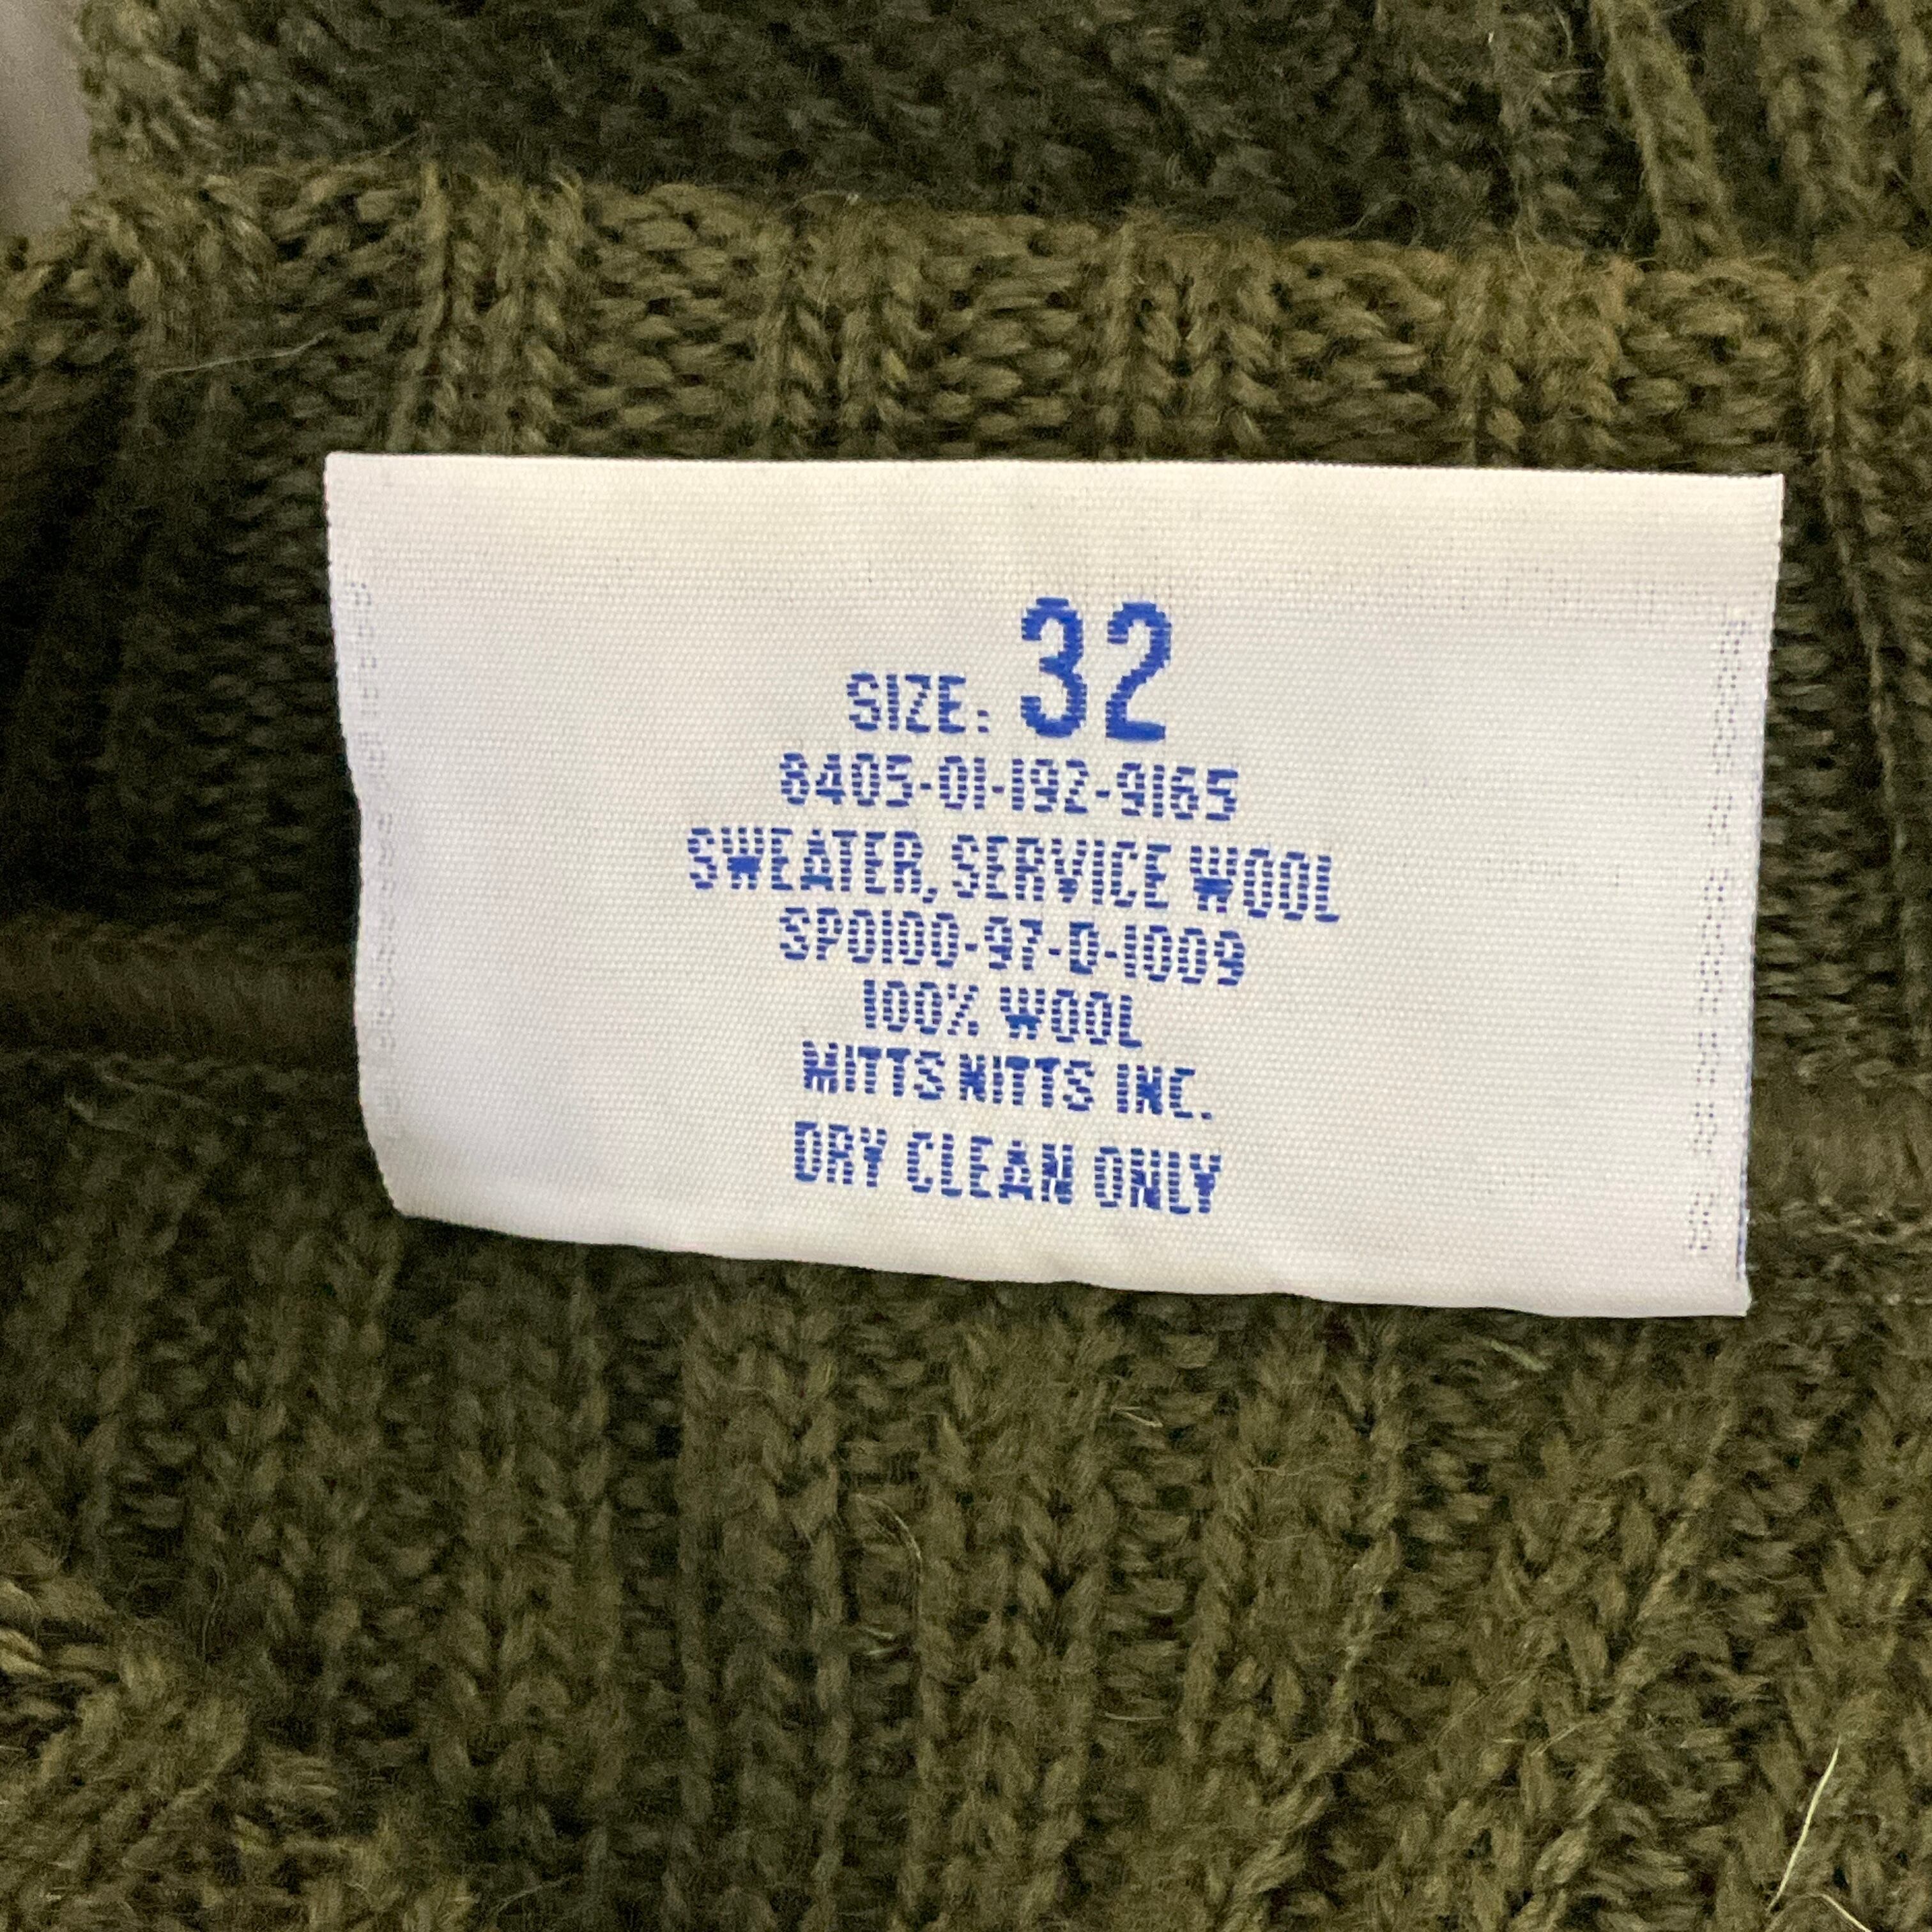 SIZE: 32
8405-01-192-9165
SWEATER, SERVICE WOOL
SP0100-97-D-1009
100% WOOL
MITTS NITTS INC.
DRY CLEAN ONLY